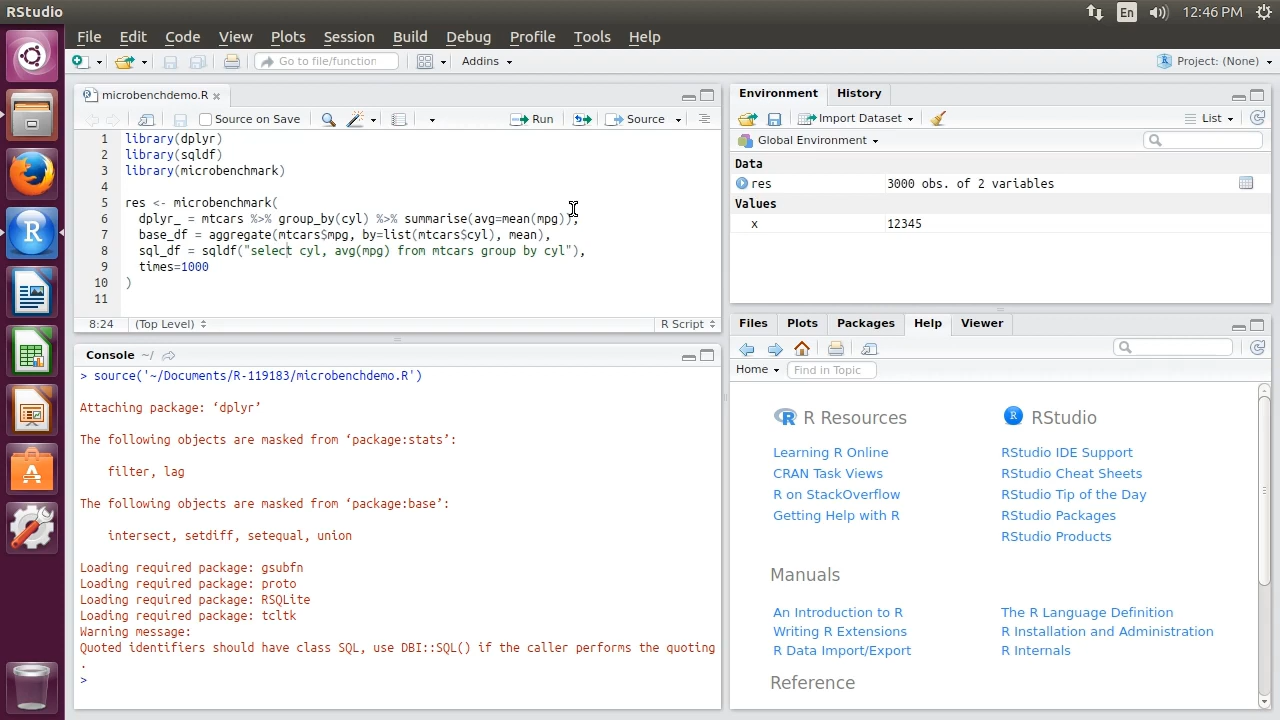 RStudio
En
12:46 PM
File Edit Code View Plots Session Build Debug Profile Tools Help
Go to file/function
Addins
Project: (None)
microbenchdemo.R
Source on Save
Run
Source
1 library(dplyr)
2 library(sqldf)
3 library(microbenchmark)
4
5 res <- microbenchmark(
6 dplyr_ = mtcars %>% group_by(cyl) %>% summarise(avg=mean(mpg)),
7 base_df = aggregate(mtcars$mpg, by=list(mtcars$cyl), mean),
8 sql_df = sqldf("select cyl, avg(mpg) from mtcars group by cyl"),
9 times=1000
10 )
11
8:24 (Top Level) R Script
Console ~/
> source('~/Documents/R-119183/microbenchdemo.R')
Attaching package: ‘dplyr’
The following objects are masked from ‘package:stats’:
filter, lag
The following objects are masked from ‘package:base’:
intersect, setdiff, setequal, union
Loading required package: gsubfn
Loading required package: proto
Loading required package: RSQLite
Loading required package: tcltk
Warning message:
Quoted identifiers should have class SQL, use DBI::SQL() if the caller performs the quoting
.
>
Environment History
Import Dataset
List
Global Environment
Data
res 3000 obs. of 2 variables
Values
x 12345
Files Plots Packages Help Viewer
Home
Find in Topic
R Resources
Learning R Online
CRAN Task Views
R on StackOverflow
Getting Help with R
RStudio
RStudio IDE Support
RStudio Cheat Sheets
RStudio Tip of the Day
RStudio Packages
RStudio Products
Manuals
An Introduction to R
Writing R Extensions
R Data Import/Export
The R Language Definition
R Installation and Administration
R Internals
Reference